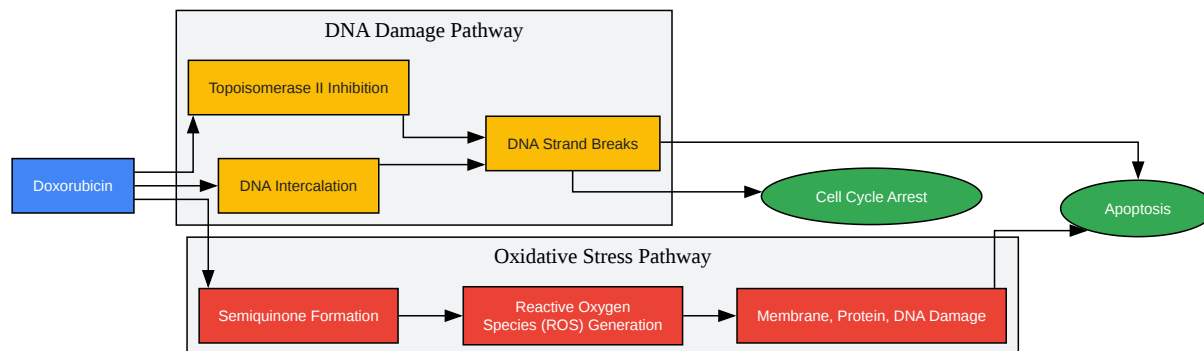 DNA Damage Pathway
Topoisomerase II Inhibition
DNA Strand Breaks
Doxorubicin
DNA Intercalation
Cell Cycle Arrest
Apoptosis
Oxidative Stress Pathway
Semiquinone Formation
Reactive Oxygen
Species (ROS) Generation
Membrane, Protein, DNA Damage